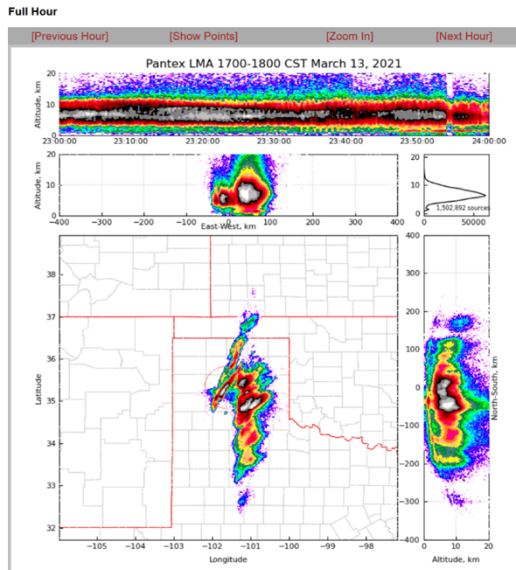 Full Hour
[Previous Hour] [Show Points] [Zoom In] [Next Hour]
Pantex LMA 1700-1800 CST March 13, 2021
20
10
0
Altitude, km
23:00:00 23:10:00 23:20:00 23:30:00 23:40:00 23:50:00 24:00:00
20
10
0
Altitude, km
−400 −300 −200 −100 0 100 200 300 400
East-West, km
20
10
0
0 50000
1,502,892 sources
38
37
36
35
34
33
32
Latitude
−105 −104 −103 −102 −101 −100 −99 −98
Longitude
400
300
200
100
0
−100
−200
−300
−400
North-South, km
0 10 20
Altitude, km